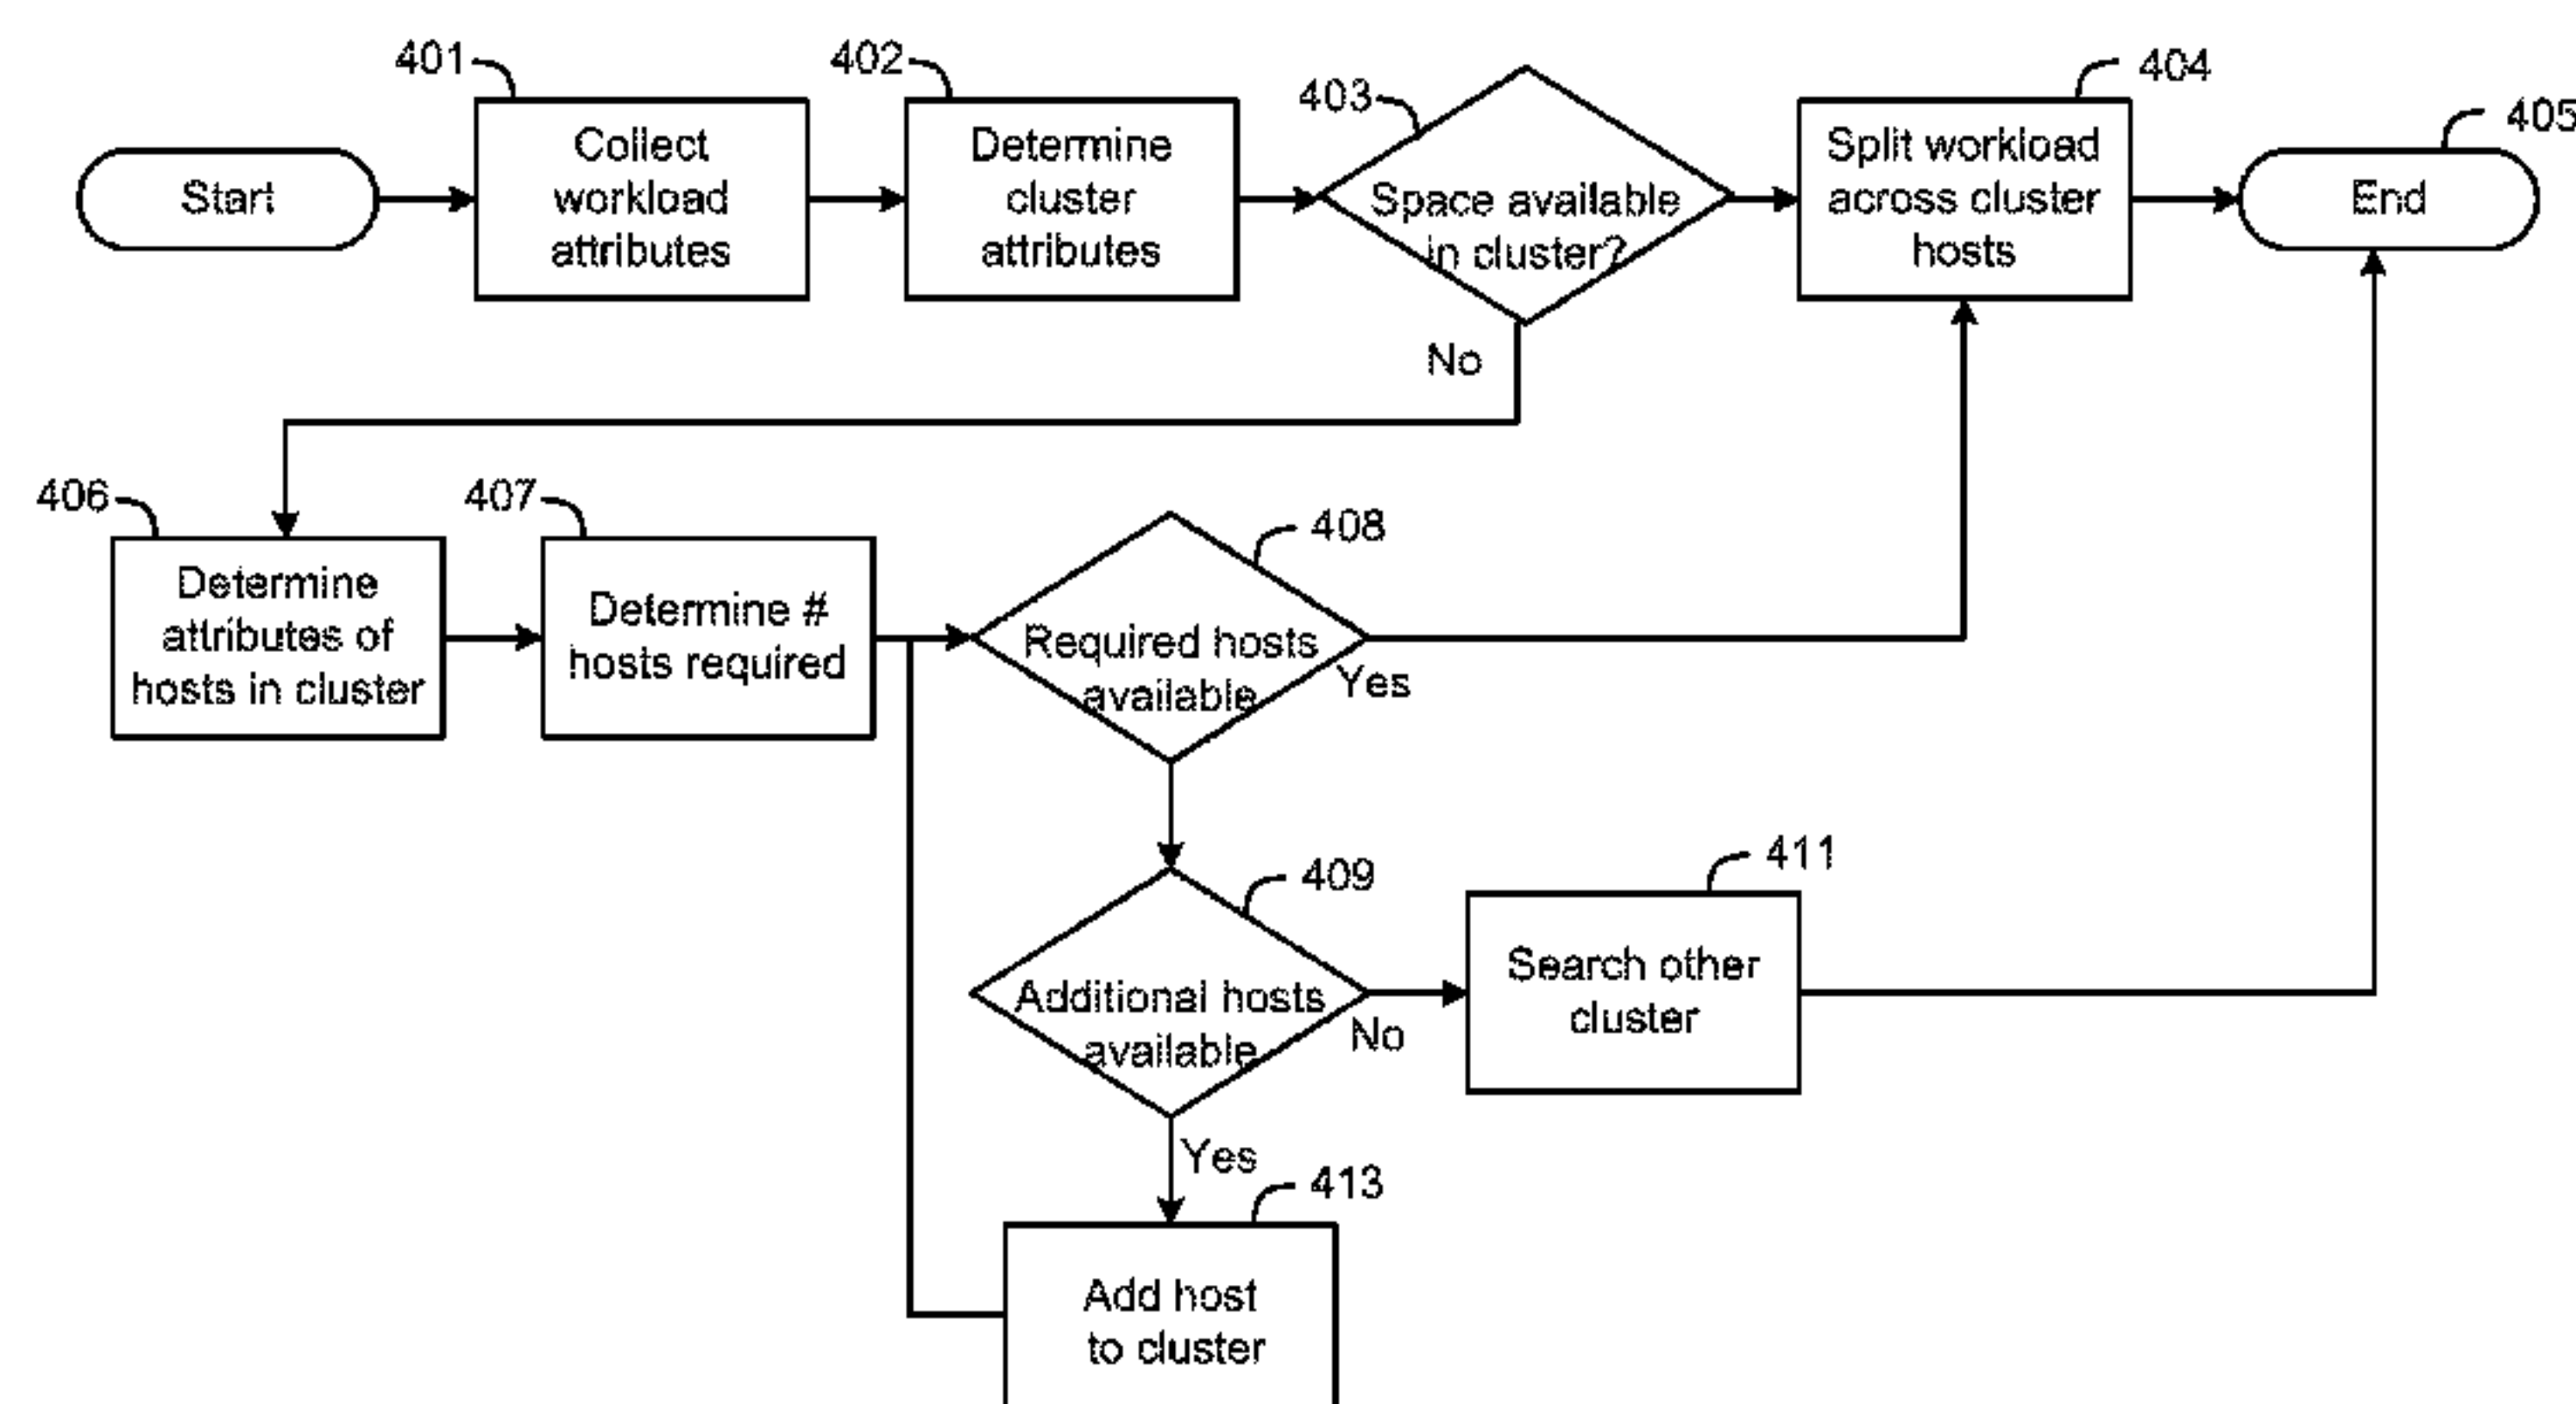 401
402
403
404
405
Start
Collect
workload
attributes
Determine
cluster
attributes
Space available
in cluster?
Split workload
across cluster
hosts
End
No
406
407
408
Determine
attributes of
hosts in cluster
Determine #
hosts required
Required hosts
available
Yes
409
411
Additional hosts
available
No
Search other
cluster
Yes
413
Add host
to cluster